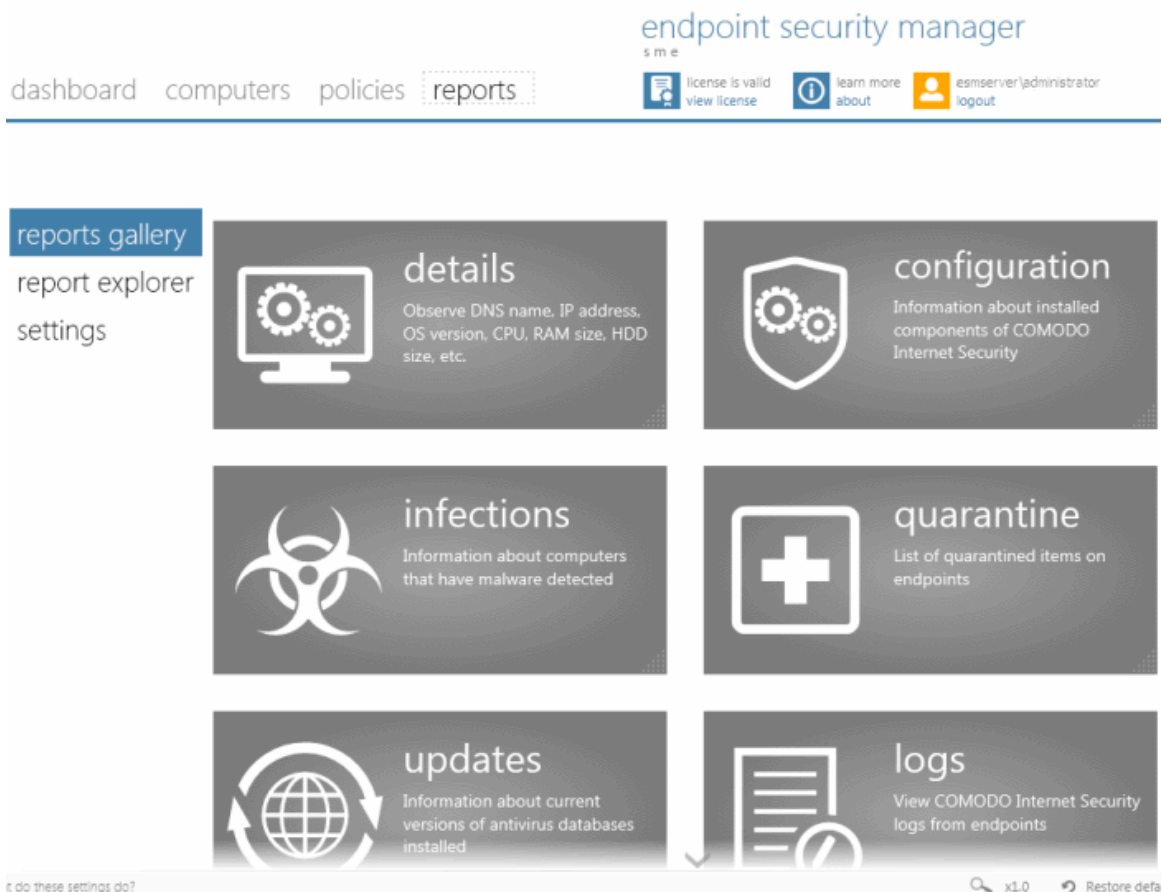 endpoint security manager
sme
dashboard computers policies reports
license is valid
view license
learn more
about
esmserver\administrator
logout
reports gallery
report explorer
settings
details
Observe DNS name, IP address,
OS version, CPU, RAM size, HDD
size, etc.
configuration
Information about installed
components of COMODO
Internet Security
infections
Information about computers
that have malware detected
quarantine
List of quarantined items on
endpoints
updates
Information about current
versions of antivirus databases
installed
logs
View COMODO Internet Security
logs from endpoints
t do these settings do?
x1.0 Restore defa